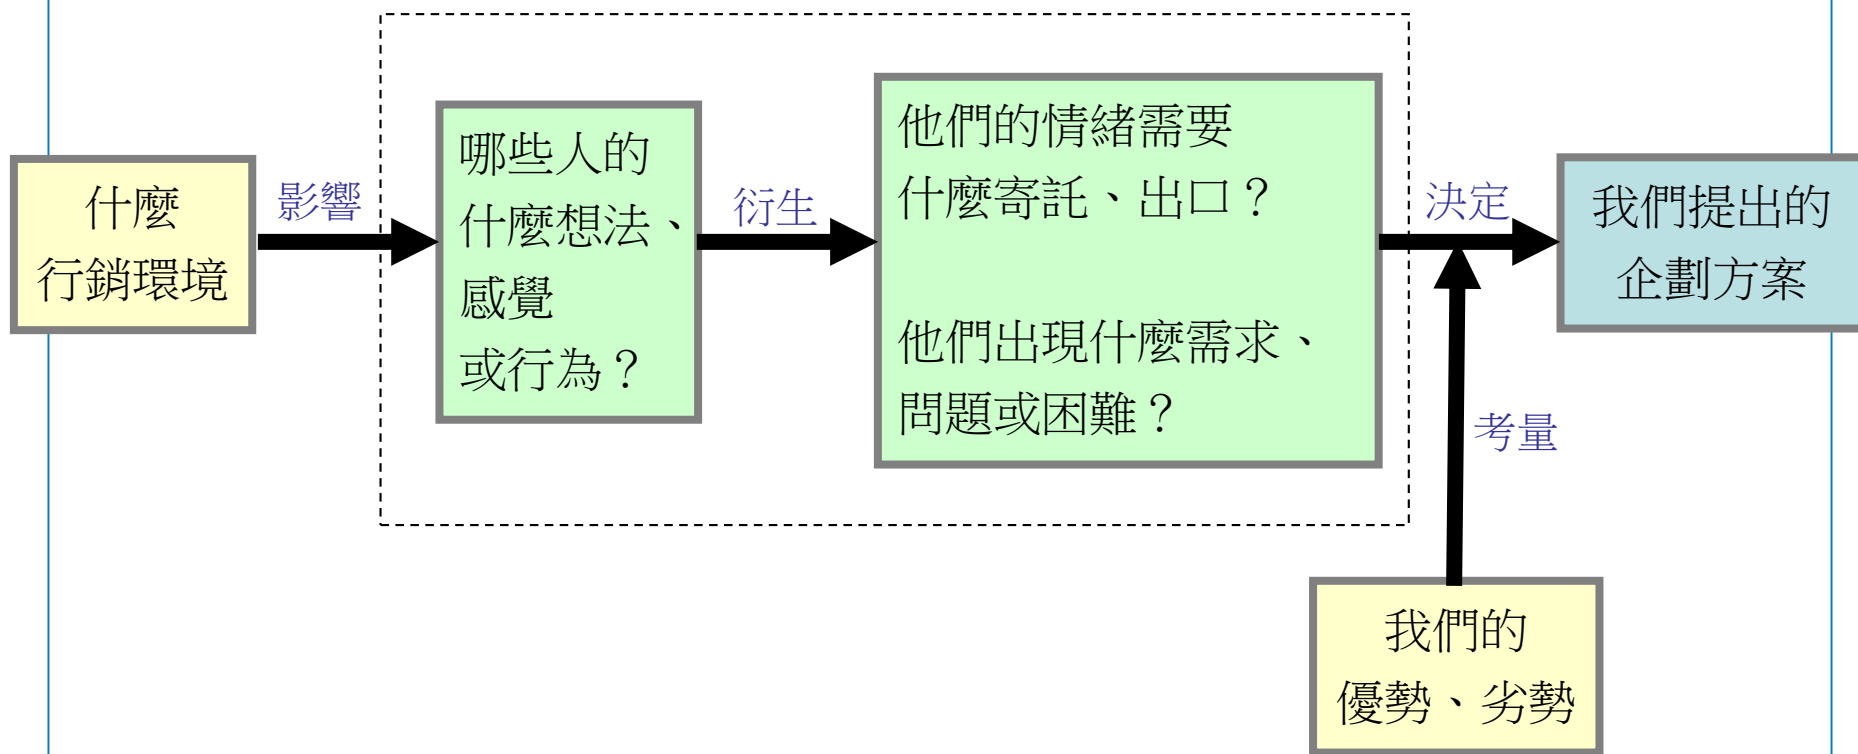 什麼
行銷環境
影響
哪些人的
什麼想法、
感覺
或行為？
衍生
他們的情緒需要
什麼寄託、出口？
他們出現什麼需求、
問題或困難？
決定
我們提出的
企劃方案
考量
我們的
優勢、劣勢